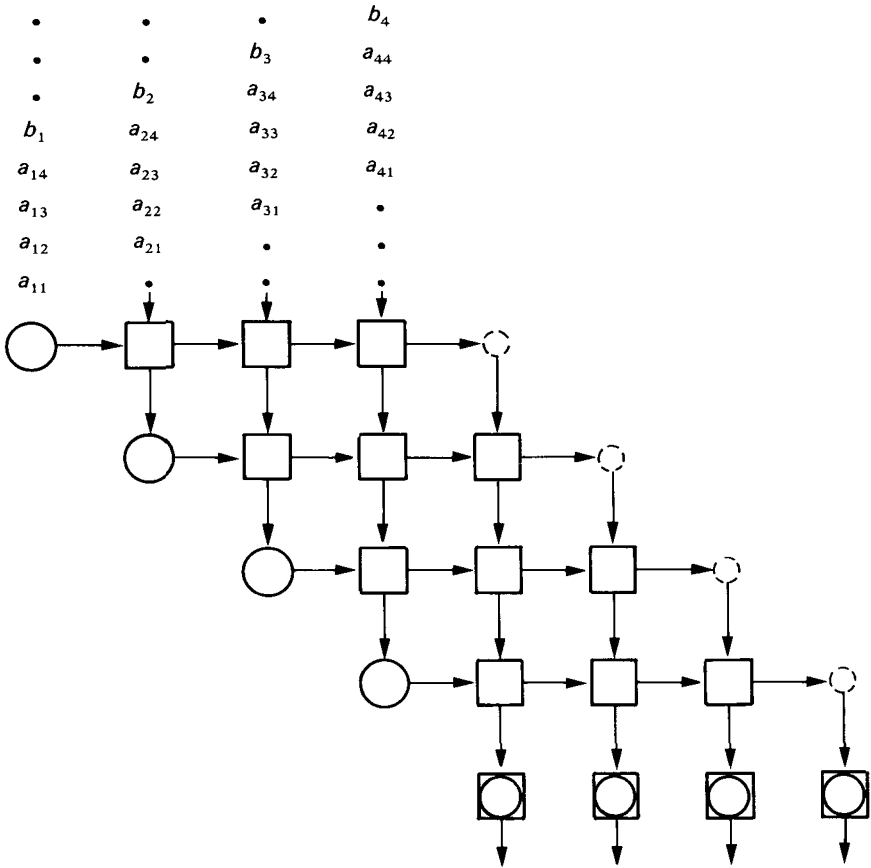 • • • b₄
• • b₃ a₄₄
• b₂ a₃₄ a₄₃
b₁ a₂₄ a₃₃ a₄₂
a₁₄ a₂₃ a₃₂ a₄₁
a₁₃ a₂₂ a₃₁ •
a₁₂ a₂₁ • •
a₁₁ • • •